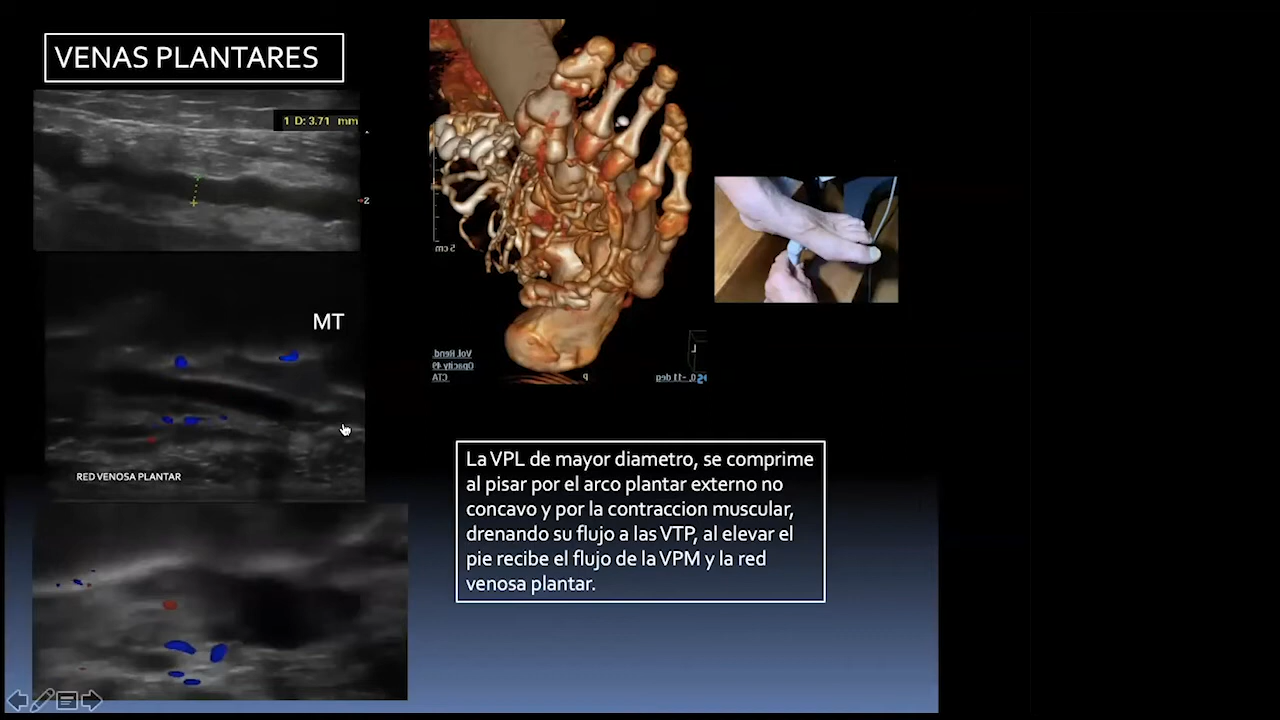 VENAS PLANTARES
1 D: 3.71 mm
z
MT
RED VENOSA PLANTAR
5 cm
Vol. Rend
Opacity 49
CTA
P
L
La VPL de mayor diametro, se comprime
al pisar por el arco plantar externo no
concavo y por la contraccion muscular,
drenando su flujo a las VTP, al elevar el
pie recibe el flujo de la VPM y la red
venosa plantar.